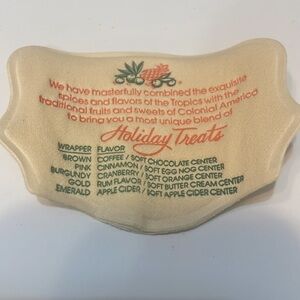 We have masterfully combined the exquisite
spices and flavors of the Tropics with the
traditional fruits and sweets of Colonial America
to bring you a most unique blend of
Holiday Treats
WRAPPER FLAVOR
BROWN COFFEE / SOFT CHOCOLATE CENTER
PINK CINNAMON / SOFT EGG NOG CENTER
BURGUNDY CRANBERRY / SOFT ORANGE CENTER
GOLD RUM FLAVOR / SOFT BUTTER CREAM CENTER
EMERALD APPLE CIDER / SOFT APPLE CIDER CENTER